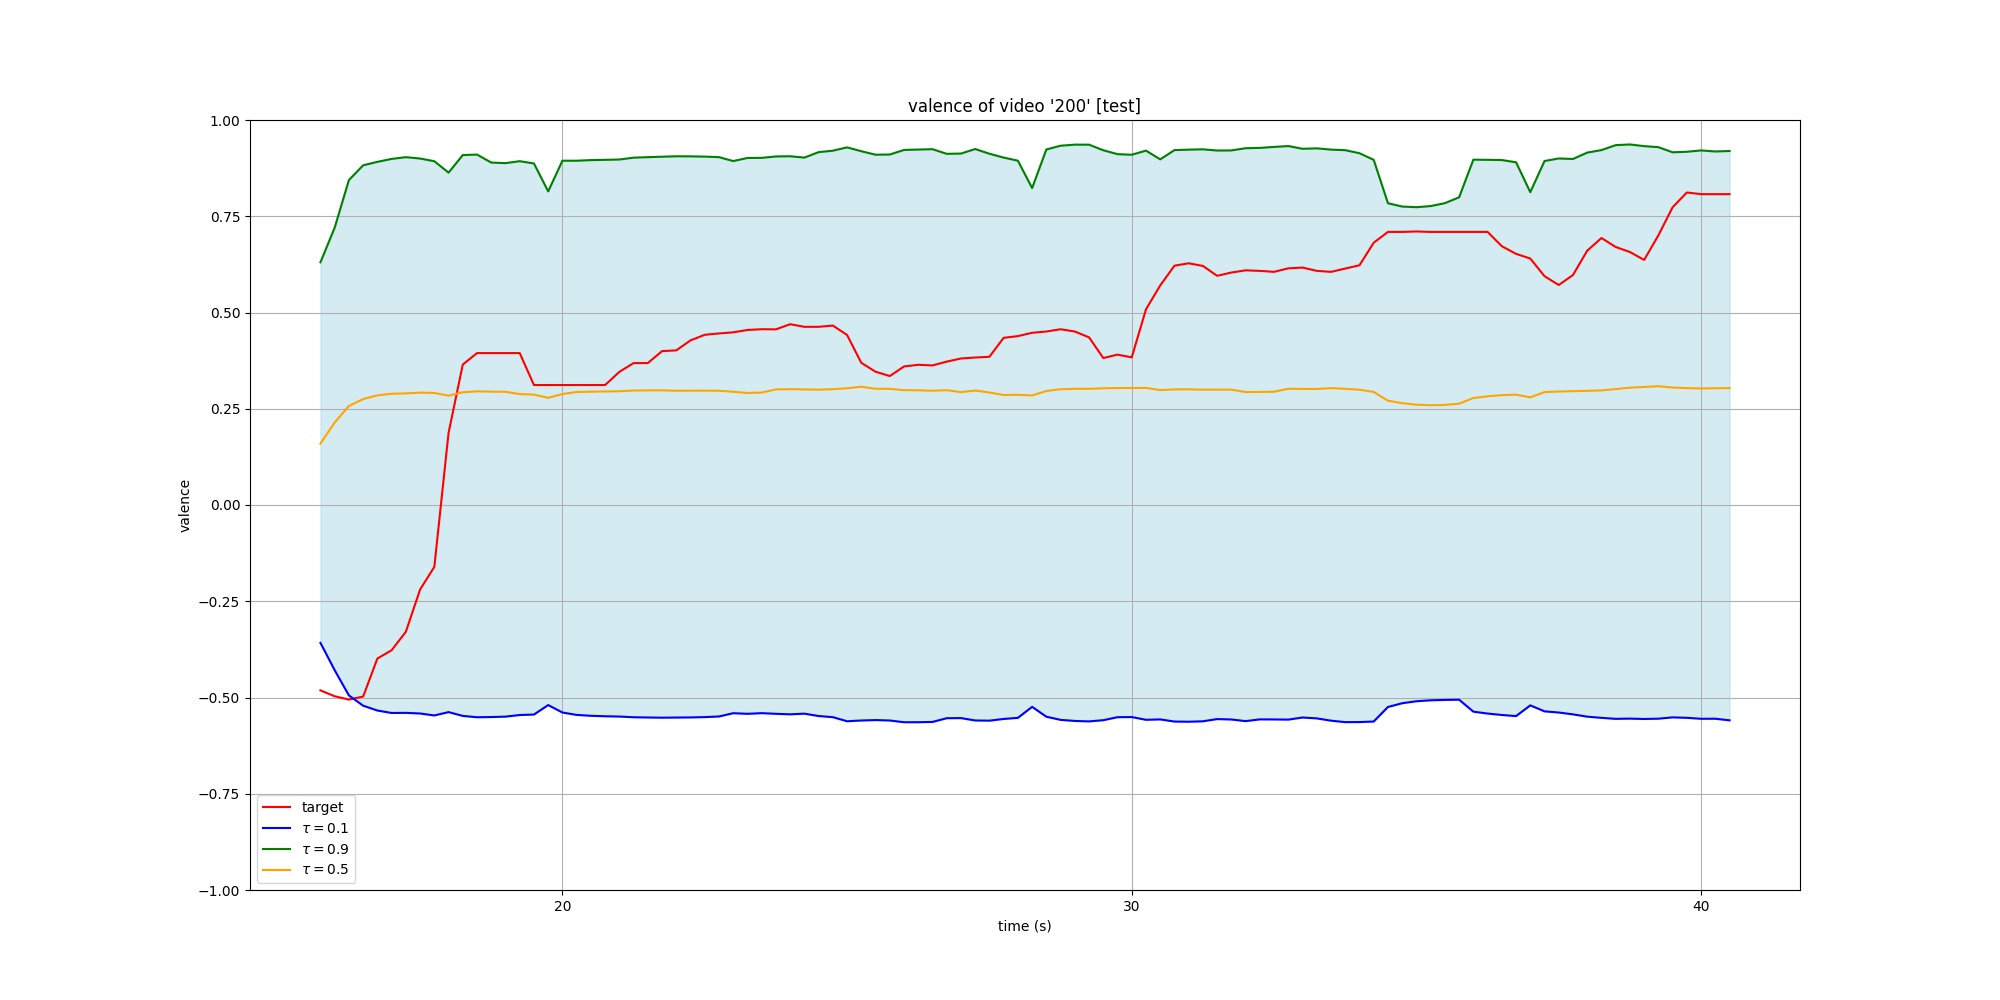 valence of video '200' [test]
1.00
0.75
0.50
0.25
0.00
−0.25
−0.50
−0.75
−1.00
valence
target
τ = 0.1
τ = 0.9
τ = 0.5
20
30
40
time (s)